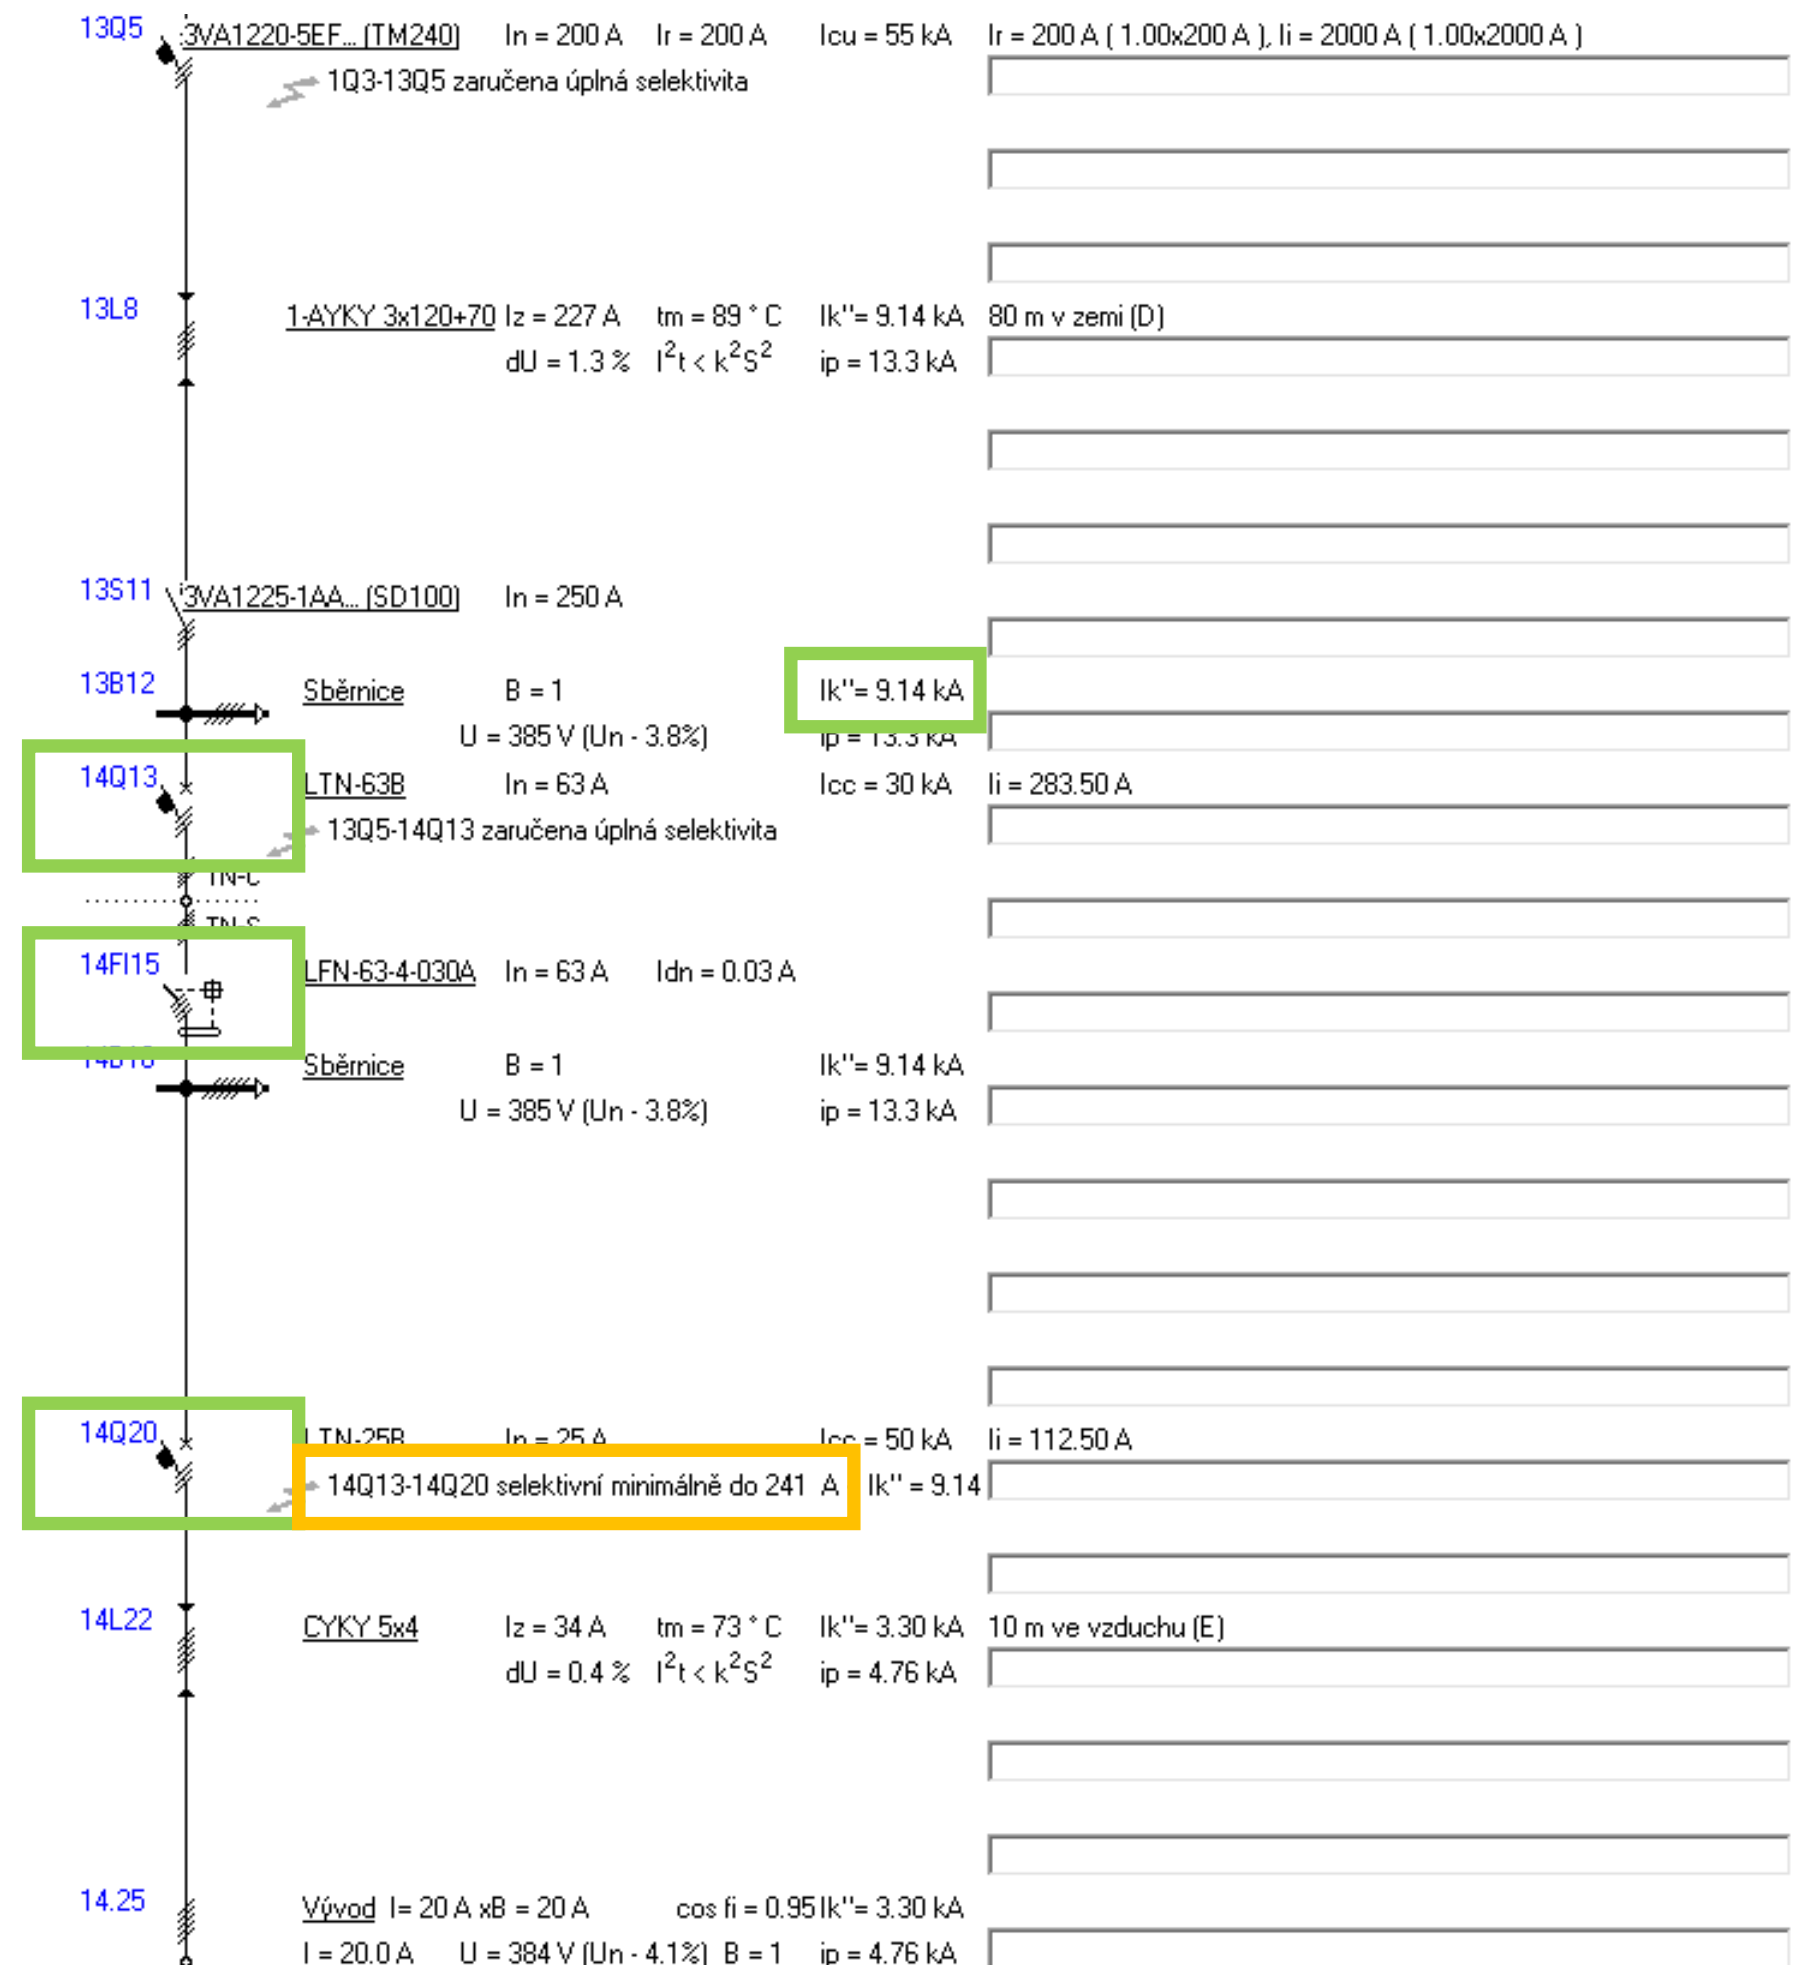 13Q5 3VA1220-5EF... (TM240) In = 200 A Ir = 200 A Icu = 55 kA Ir = 200 A ( 1.00x200 A ), Ii = 2000 A ( 1.00x2000 A )
1Q3-13Q5 zaručena úplná selektivita
13L8 1-AYKY 3x120+70 Iz = 227 A tm = 89 ° C Ik''= 9.14 kA 80 m v zemi (D)
dU = 1.3 % I²t < k²S² ip = 13.3 kA
13S11 3VA1225-1AA... (SD100) In = 250 A
13B12 Sběrnice B = 1 Ik''= 9.14 kA
U = 385 V (Un - 3.8%) ip = 13.3 kA
14Q13 LTN-63B In = 63 A Icc = 30 kA Ii = 283.50 A
13Q5-14Q13 zaručena úplná selektivita
TN-C
TN-S
14FI15 LFN-63-4-030A In = 63 A Idn = 0.03 A
Sběrnice B = 1 Ik''= 9.14 kA
U = 385 V (Un - 3.8%) ip = 13.3 kA
14Q20 LTN-25B In = 25 A Icc = 50 kA Ii = 112.50 A
14Q13-14Q20 selektivní minimálně do 241 A Ik'' = 9.14
14L22 CYKY 5x4 Iz = 34 A tm = 73 ° C Ik''= 3.30 kA 10 m ve vzduchu (E)
dU = 0.4 % I²t < k²S² ip = 4.76 kA
14.25 Vývod I= 20 A xB = 20 A cos fi = 0.95 Ik''= 3.30 kA
I = 20.0 A U = 384 V (Un - 4.1%) B = 1 ip = 4.76 kA